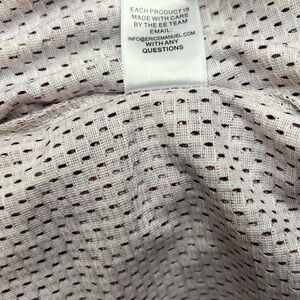 EACH PRODUCT IS
MADE WITH CARE
BY THE EE TEAM
EMAIL:
INFO@ERICEMANUEL.COM
WITH ANY
QUESTIONS